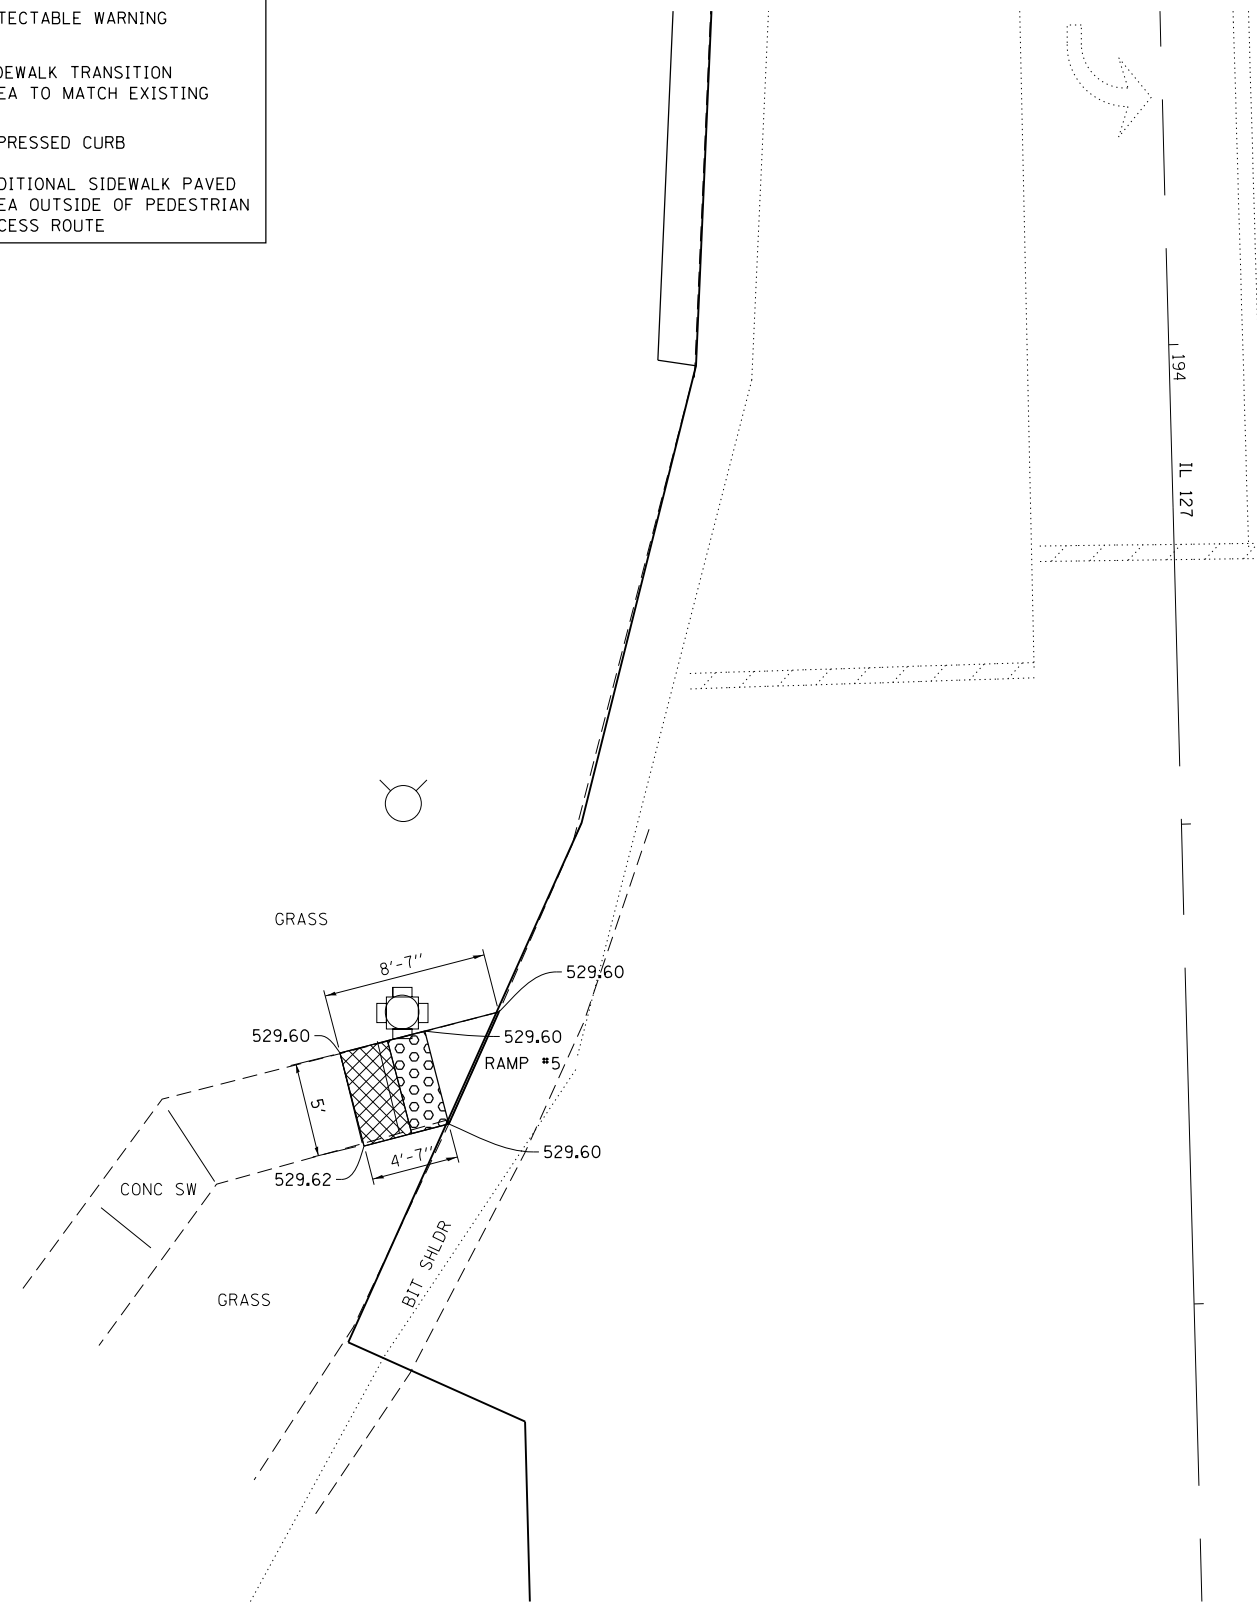 TECTABLE WARNING
DEWALK TRANSITION
EA TO MATCH EXISTING
PRESSED CURB
DITIONAL SIDEWALK PAVED
EA OUTSIDE OF PEDESTRIAN
CESS ROUTE
194
IL 127
GRASS
8'-7"
529.60
529.60
529.60
RAMP #5
5'
529.60
4'-7"
529.62
CONC SW
BIT SHLDR
GRASS